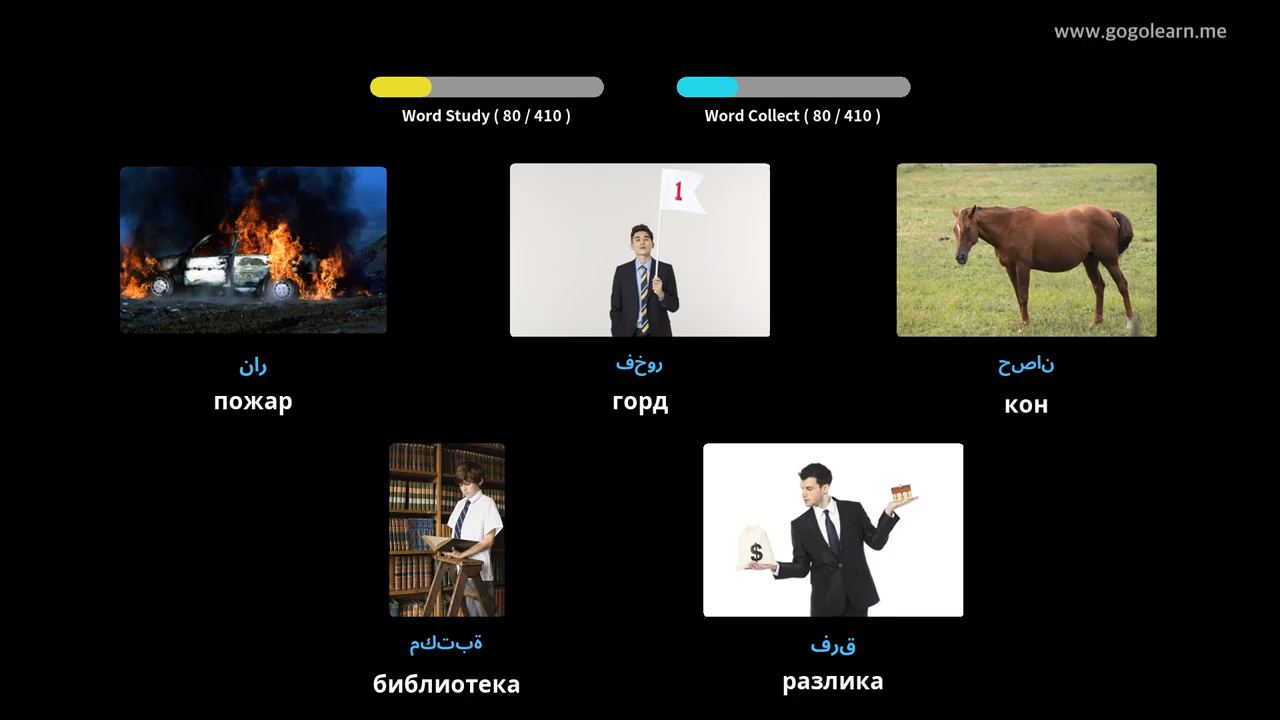 www.gogolearn.me
Word Study ( 80 / 410 )
Word Collect ( 80 / 410 )
نار
пожар
فخور
горд
حصان
кон
مكتبة
библиотека
فرق
разлика